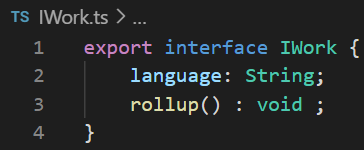 TS IWork.ts > ...
1 export interface IWork {
2     language: String;
3     rollup() : void ;
4 }